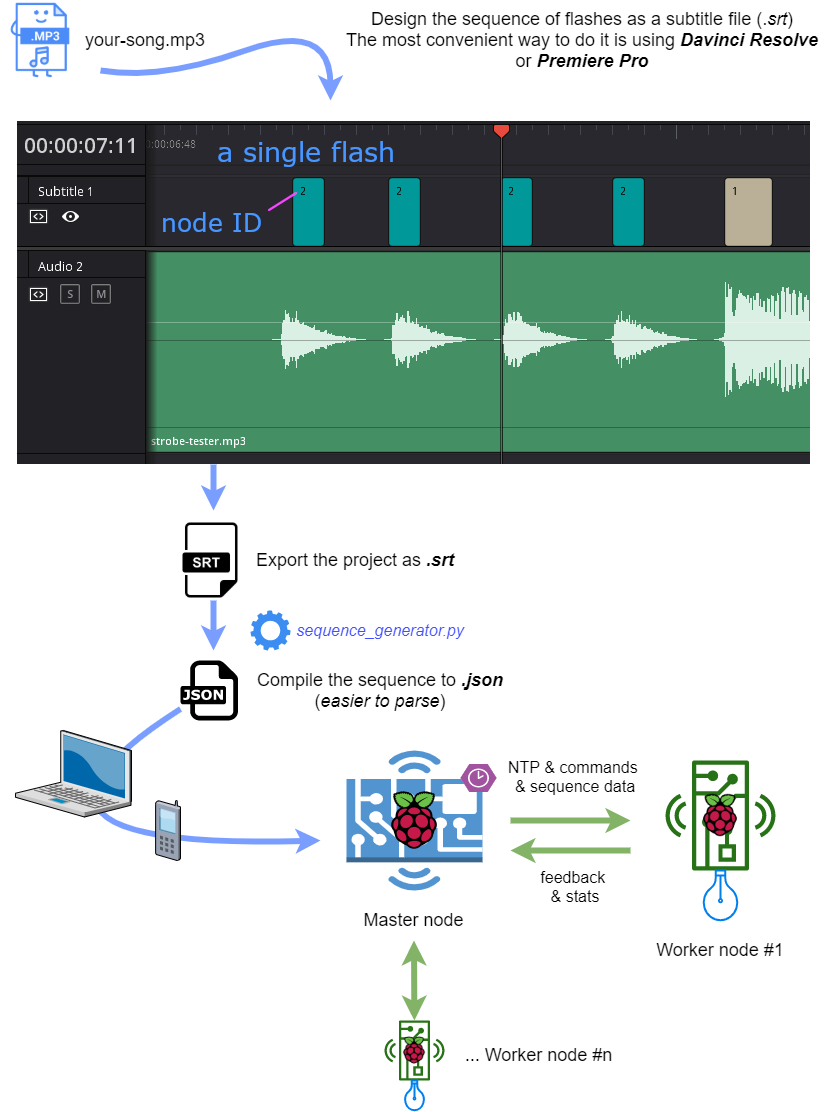 .MP3
your-song.mp3
Design the sequence of flashes as a subtitle file (.srt)
The most convenient way to do it is using Davinci Resolve
or Premiere Pro
00:00:07:11
:00:06:48
a single flash
Subtitle 1
2
2
2
2
1
node ID
Audio 2
S
M
strobe-tester.mp3
SRT
Export the project as .srt
sequence_generator.py
JSON
Compile the sequence to .json
(easier to parse)
NTP & commands
& sequence data
feedback
& stats
Master node
Worker node #1
... Worker node #n